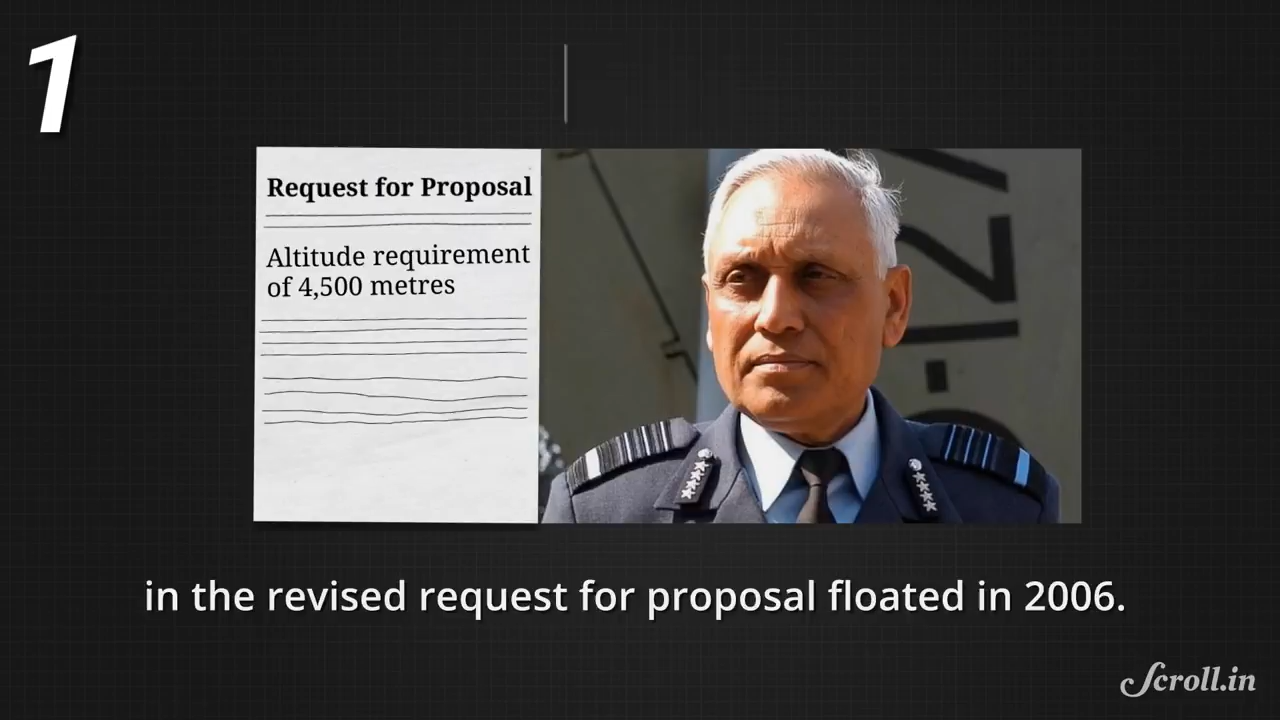 1
Request for Proposal
Altitude requirement
of 4,500 metres
in the revised request for proposal floated in 2006.
Scroll.in